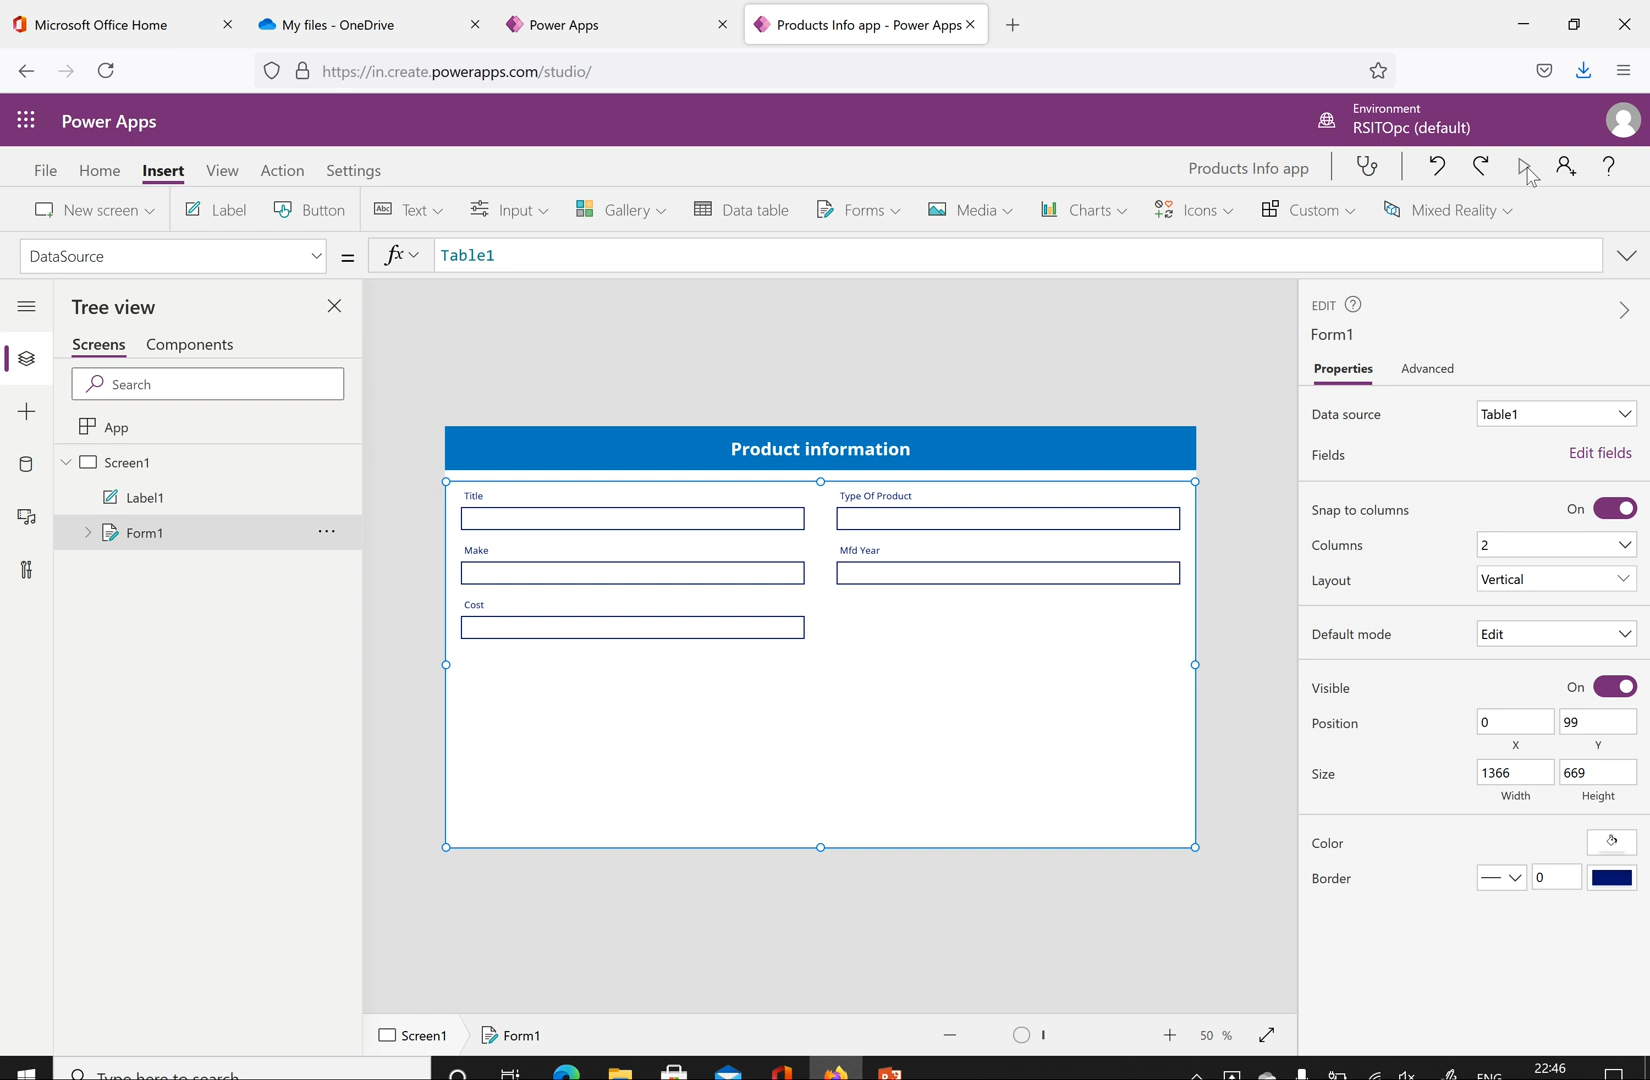 Microsoft Office Home
My files - OneDrive
Power Apps
Products Info app - Power Apps
https://in.create.powerapps.com/studio/
Power Apps
Environment
RSITOpc (default)
File Home Insert View Action Settings
Products Info app
New screen Label Button Text Input Gallery Data table Forms Media Charts Icons Custom Mixed Reality
DataSource = fx Table1
Tree view
Screens Components
Search
App
Screen1
Label1
Form1
Product information
Title
Type Of Product
Make
Mfd Year
Cost
EDIT
Form1
Properties Advanced
Data source Table1
Fields Edit fields
Snap to columns On
Columns 2
Layout Vertical
Default mode Edit
Visible On
Position 0 99
X Y
Size 1366 669
Width Height
Color
Border 0
Screen1 Form1
50 %
Type here to search
ENG
22:46